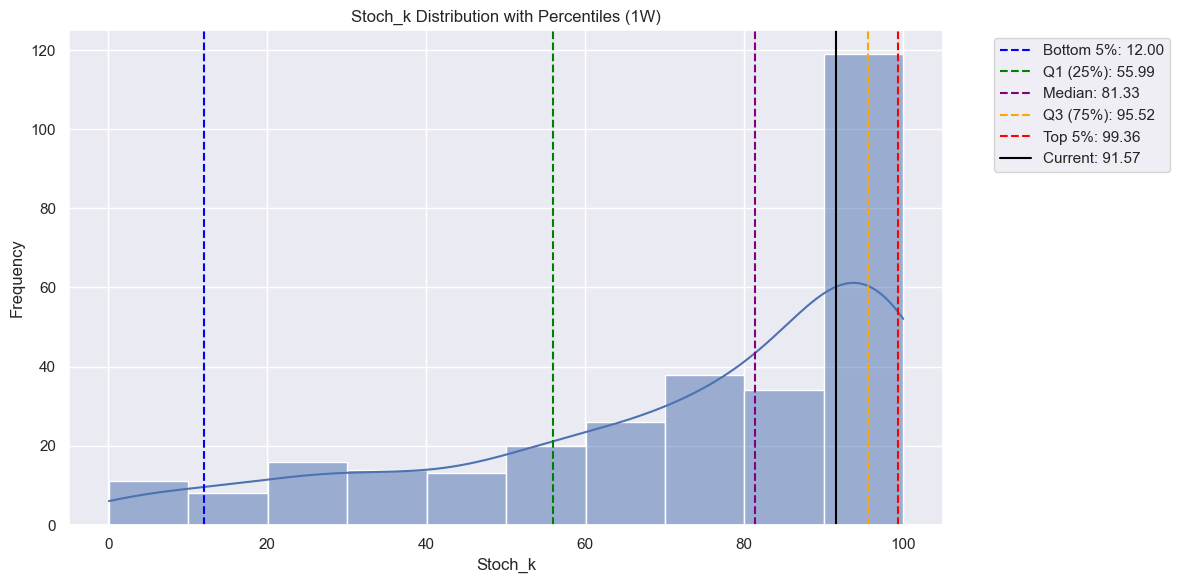 Stoch_k Distribution with Percentiles (1W)
120
100
80
60
40
20
0
Frequency
0 20 40 60 80 100
Stoch_k
Bottom 5%: 12.00
Q1 (25%): 55.99
Median: 81.33
Q3 (75%): 95.52
Top 5%: 99.36
Current: 91.57